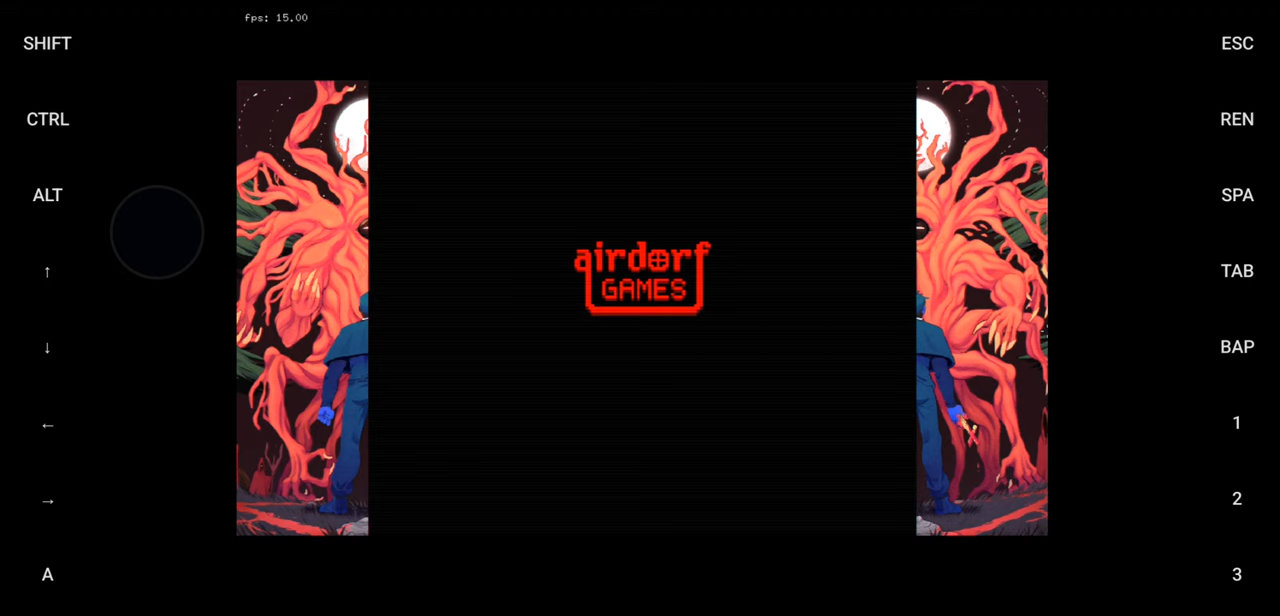 fps: 15.00
SHIFT
ESC
CTRL
REN
ALT
SPA
↑
TAB
airdorf
GAMES
↓
BAP
←
1
→
2
A
3